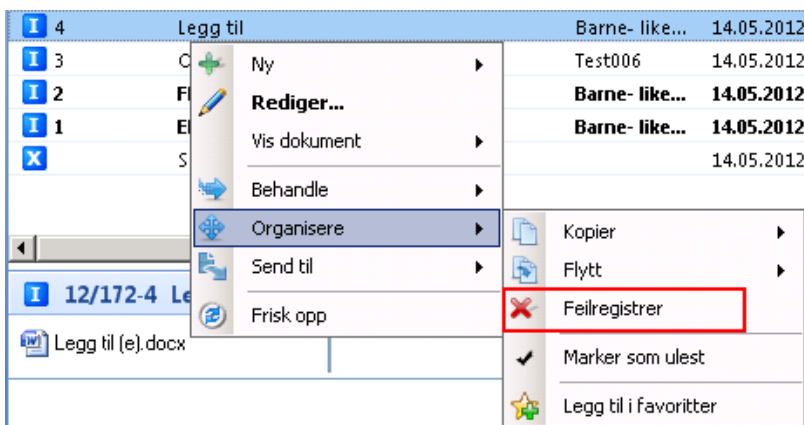 I 4 Legg til Barne- like... 14.05.2012
I 3 Test006 14.05.2012
I 2 Barne- like... 14.05.2012
I 1 Barne- like... 14.05.2012
X S 14.05.2012
Ny
Rediger...
Vis dokument
Behandle
Organisere
Send til
Frisk opp
Kopier
Flytt
Feilregistrer
Marker som ulest
Legg til i favoritter
I 12/172-4 Le
Legg til (e).docx